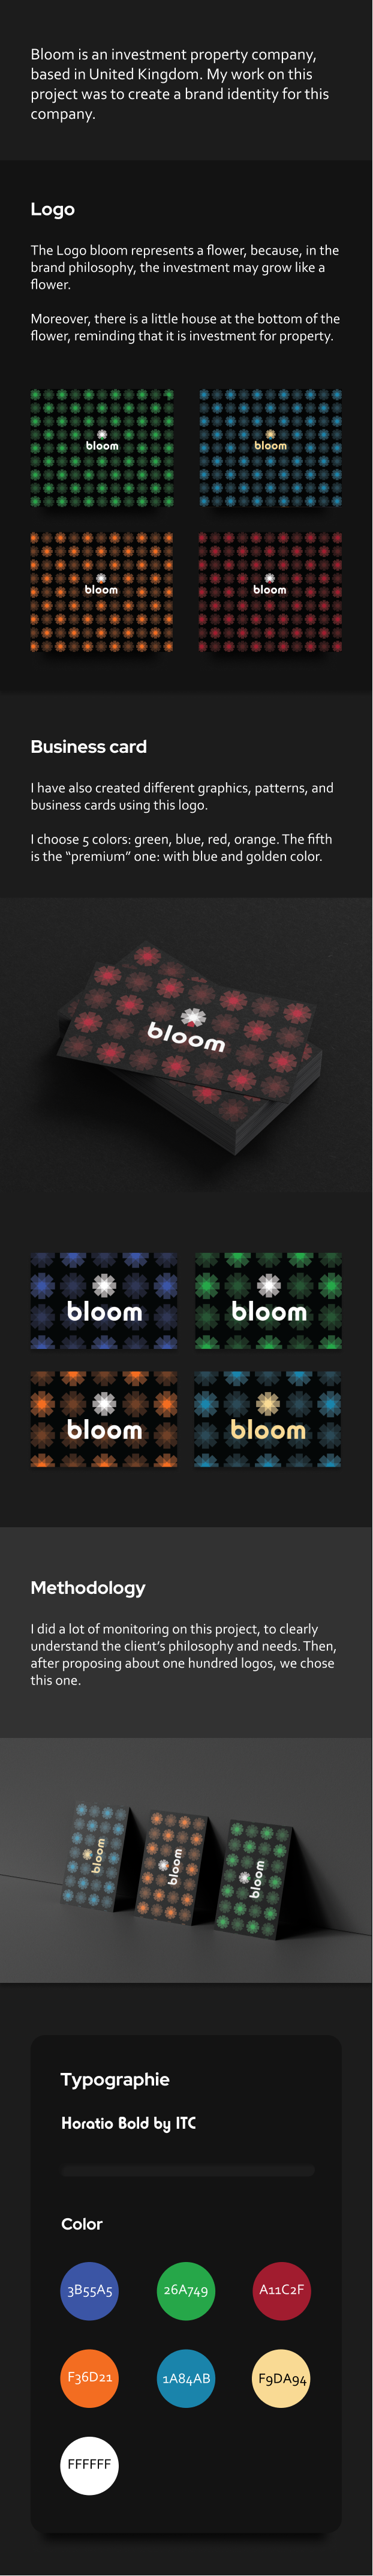 Bloom is an investment property company,
based in United Kingdom. My work on this
project was to create a brand identity for this
company.
Logo
The Logo bloom represents a flower, because, in the
brand philosophy, the investment may grow like a
flower.
Moreover, there is a little house at the bottom of the
flower, reminding that it is investment for property.
bloom
bloom
bloom
bloom
Business card
I have also created different graphics, patterns, and
business cards using this logo.
I choose 5 colors: green, blue, red, orange. The fifth
is the "premium" one: with blue and golden color.
bloom
bloom
bloom
bloom
bloom
Methodology
I did a lot of monitoring on this project, to clearly
understand the client's philosophy and needs. Then,
after proposing about one hundred logos, we chose
this one.
bloom
bloom
bloom
Typographie
Horatio Bold by ITC
Color
3B55A5
26A749
A11C2F
F36D21
1A84AB
F9DA94
FFFFFF